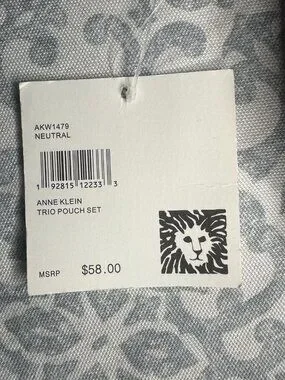 AKW1479
NEUTRAL
1 92815 12233 3
ANNE KLEIN
TRIO POUCH SET
MSRP $58.00